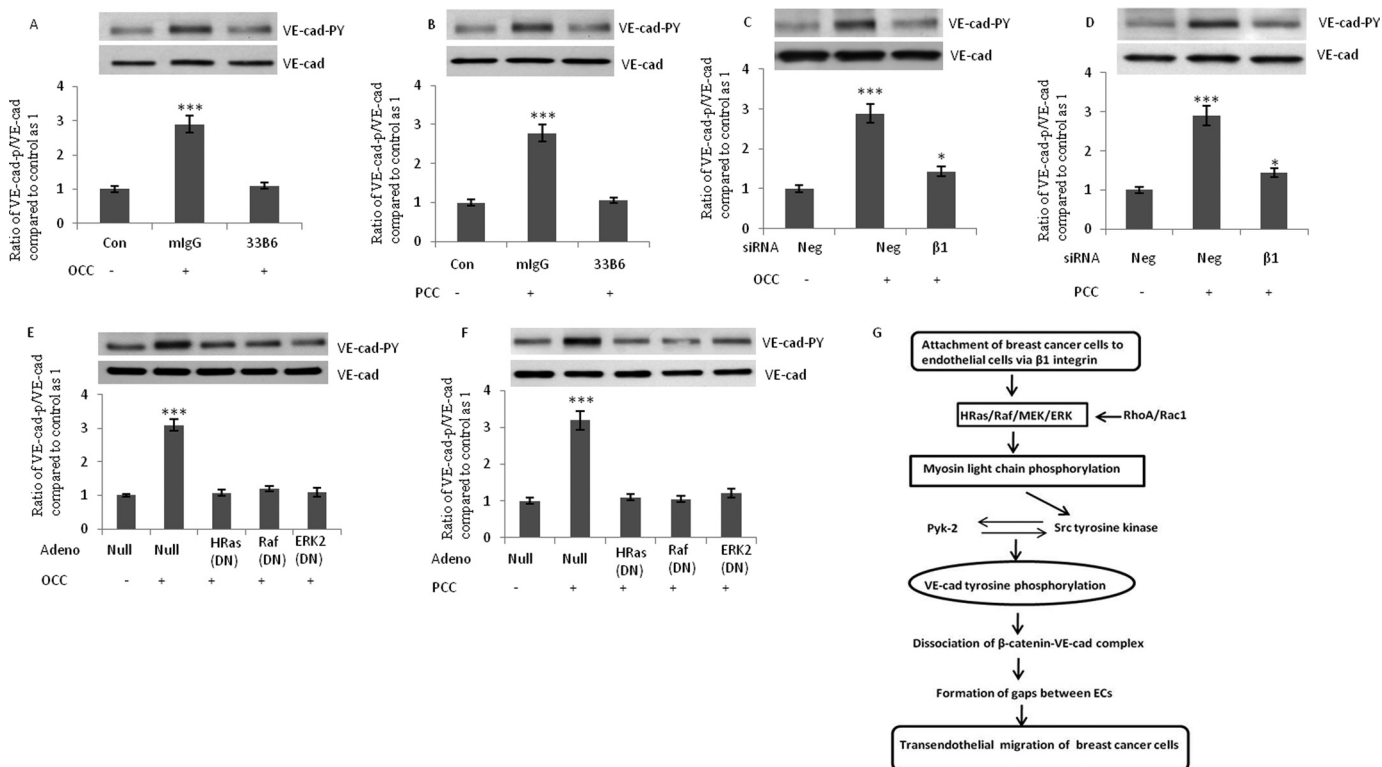 A
VE-cad-PY
VE-cad
Ratio of VE-cad-p/VE-cad
compared to control as 1
4
3
2
1
0
***
Con mIgG 33B6
OCC - + +
B
VE-cad-PY
VE-cad
Ratio of VE-cad-p/VE-cad
compared to control as 1
4
3
2
1
0
***
Con mIgG 33B6
PCC - + +
C
VE-cad-PY
VE-cad
Ratio of VE-cad-p/VE-cad
compared to control as 1
4
3
2
1
0
***
*
siRNA Neg Neg β1
OCC - + +
D
VE-cad-PY
VE-cad
Ratio of VE-cad-p/VE-cad
compared to control as 1
4
3
2
1
0
***
*
siRNA Neg Neg β1
PCC - + +
E
VE-cad-PY
VE-cad
Ratio of VE-cad-p/VE-cad
compared to control as 1
4
3
2
1
0
***
Adeno Null Null HRas Raf ERK2
(DN) (DN) (DN)
OCC - + + + +
F
VE-cad-PY
VE-cad
Ratio of VE-cad-p/VE-cad
compared to control as 1
4
3
2
1
0
***
Adeno Null Null HRas Raf ERK2
(DN) (DN) (DN)
PCC - + + + +
G
Attachment of breast cancer cells to
endothelial cells via β1 integrin
HRas/Raf/MEK/ERK RhoA/Rac1
Myosin light chain phosphorylation
Pyk-2 Src tyrosine kinase
VE-cad tyrosine phosphorylation
Dissociation of β-catenin-VE-cad complex
Formation of gaps between ECs
Transendothelial migration of breast cancer cells